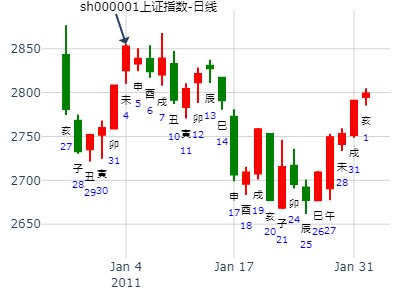 sh000001上证指数-日线
2850
2800
2750
2700
2650
亥
27
子
28
丑
29
寅
30
卯
31
未
4
申
5
酉
6
戌
7
丑
10
寅
11
卯
12
辰
13
巳
14
申
17
酉
18
戌
19
亥
20
子
21
卯
24
辰
25
巳
26
午
27
未
28
戌
31
亥
1
Jan 4
2011
Jan 17
Jan 31